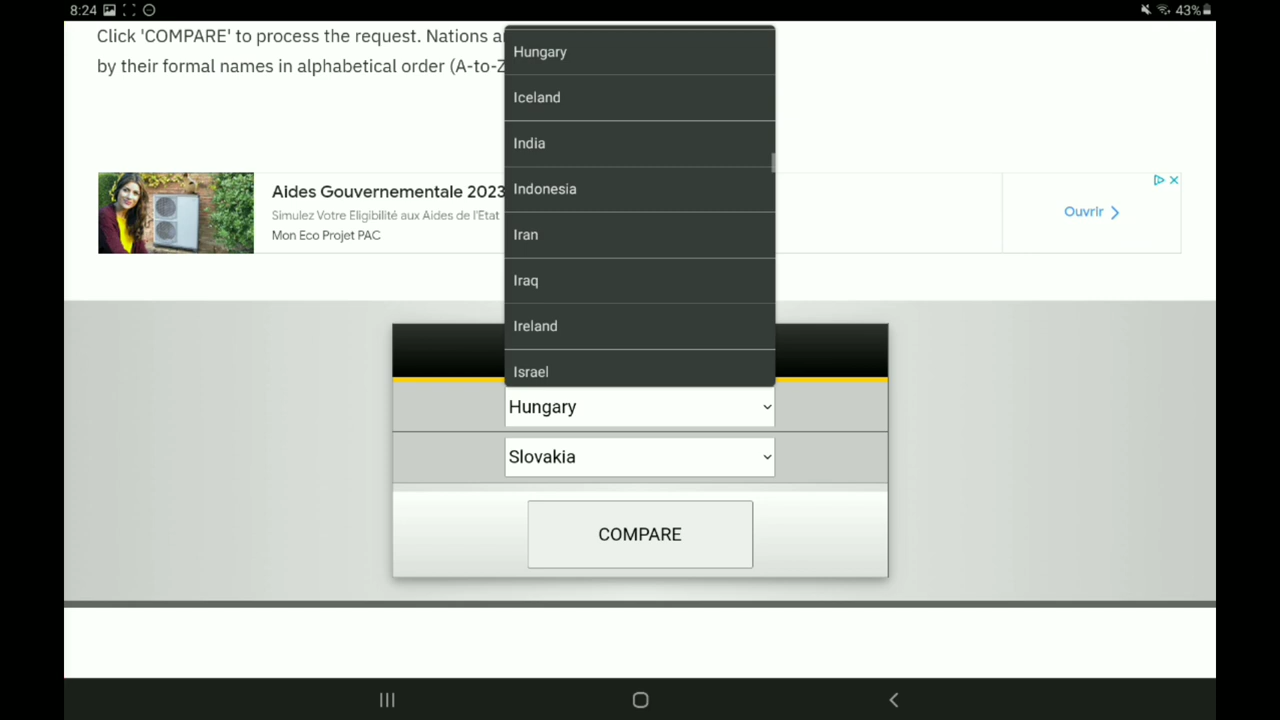 8:24
43%
Click 'COMPARE' to process the request. Nations a
by their formal names in alphabetical order (A-to-Z
Hungary
Iceland
India
Indonesia
Iran
Iraq
Ireland
Israel
Aides Gouvernementale 2023
Simulez Votre Eligibilité aux Aides de l'Etat
Mon Eco Projet PAC
Ouvrir
Hungary
Slovakia
COMPARE